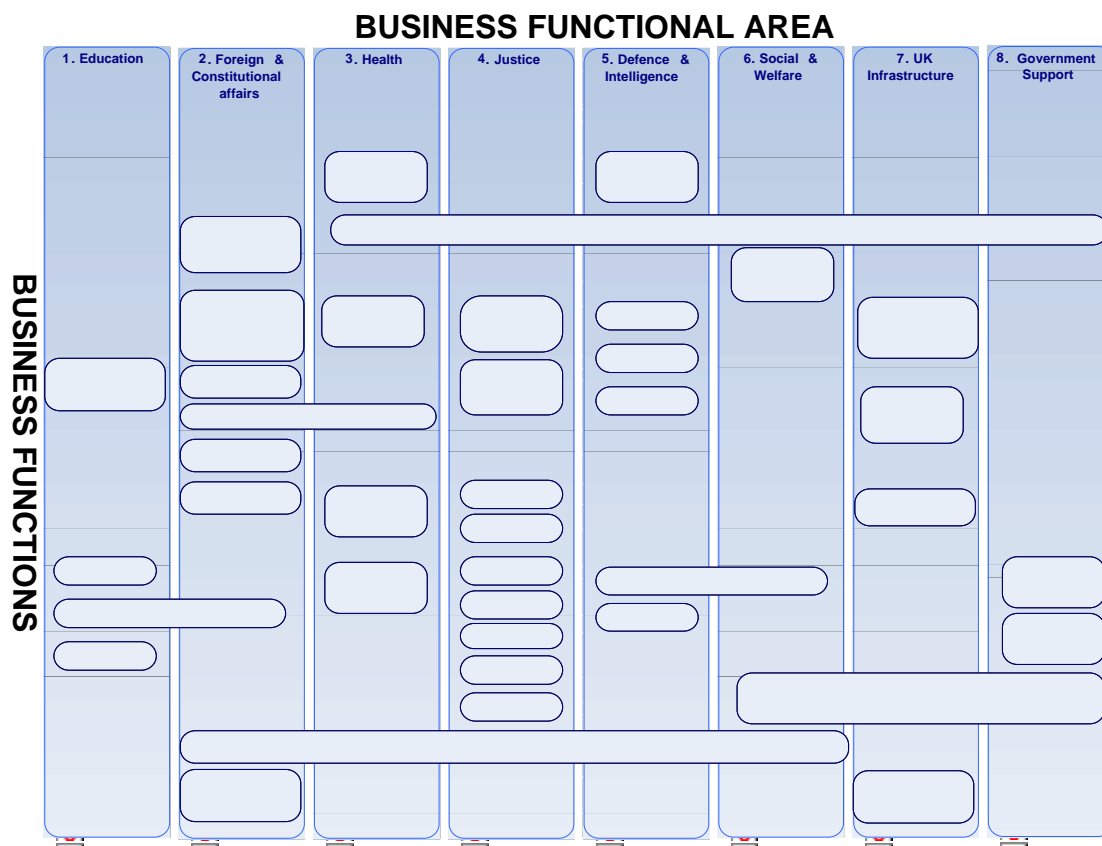 BUSINESS FUNCTIONAL AREA
1. Education
2. Foreign &
Constitutional
affairs
3. Health
4. Justice
5. Defence &
Intelligence
6. Social &
Welfare
7. UK
Infrastructure
8. Government
Support
BUSINESS FUNCTIONS